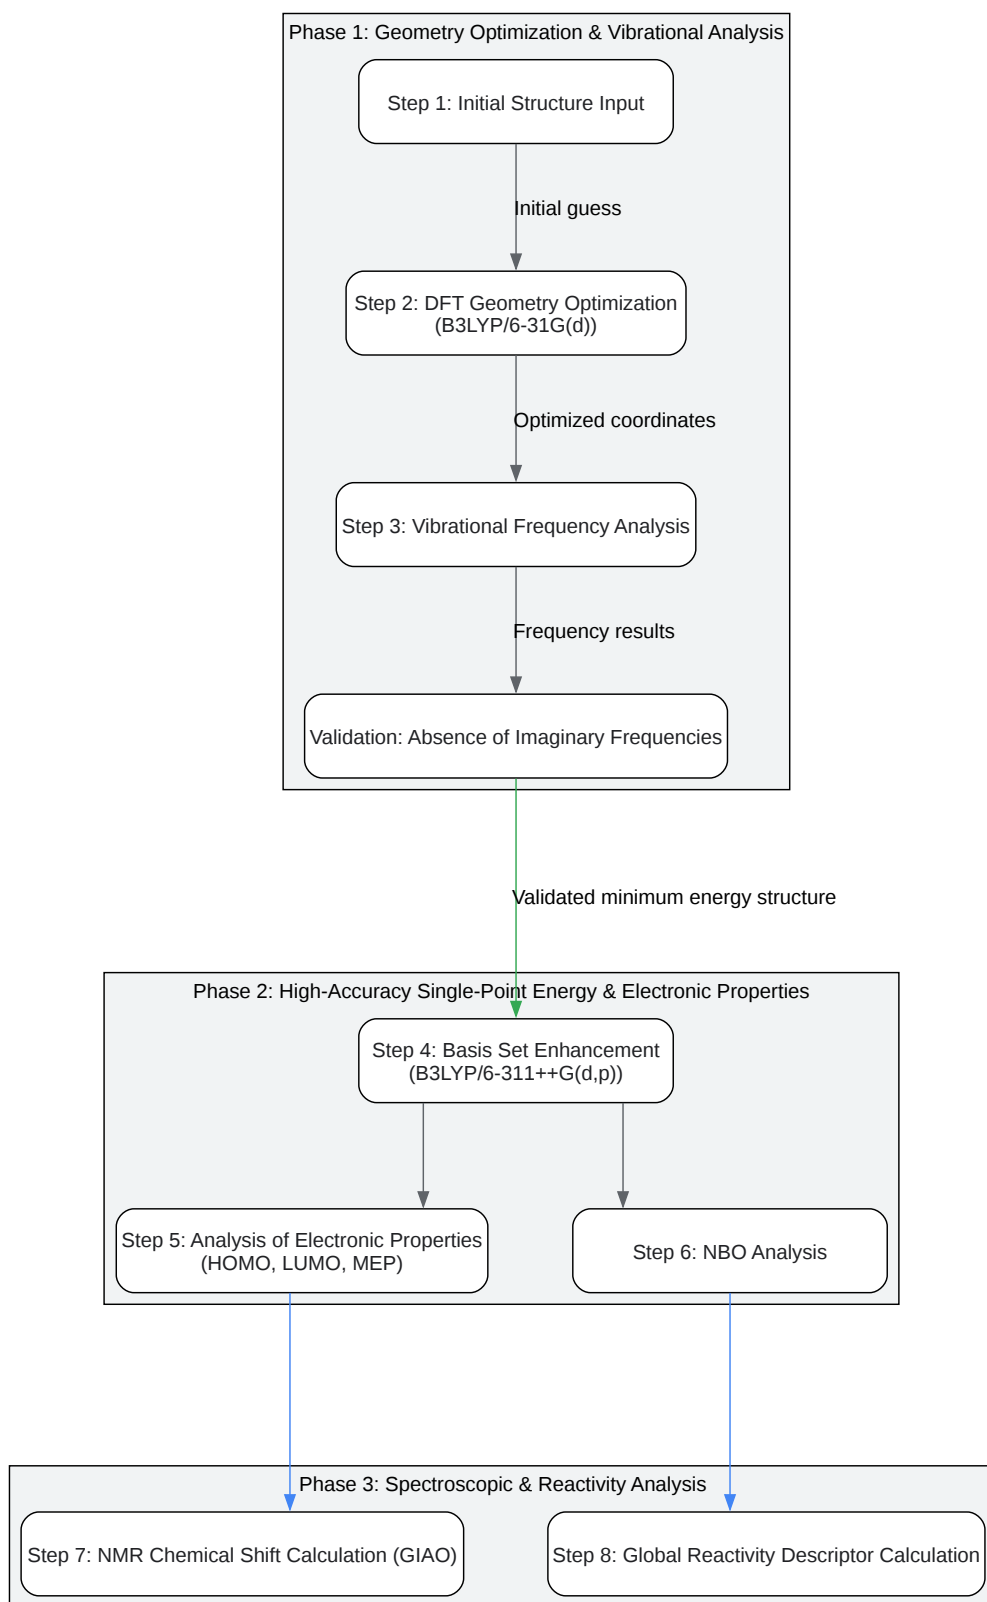 Phase 1: Geometry Optimization & Vibrational Analysis
Step 1: Initial Structure Input
Initial guess
Step 2: DFT Geometry Optimization
(B3LYP/6-31G(d))
Optimized coordinates
Step 3: Vibrational Frequency Analysis
Frequency results
Validation: Absence of Imaginary Frequencies
Validated minimum energy structure
Phase 2: High-Accuracy Single-Point Energy & Electronic Properties
Step 4: Basis Set Enhancement
(B3LYP/6-311++G(d,p))
Step 5: Analysis of Electronic Properties
(HOMO, LUMO, MEP)
Step 6: NBO Analysis
Phase 3: Spectroscopic & Reactivity Analysis
Step 7: NMR Chemical Shift Calculation (GIAO)
Step 8: Global Reactivity Descriptor Calculation